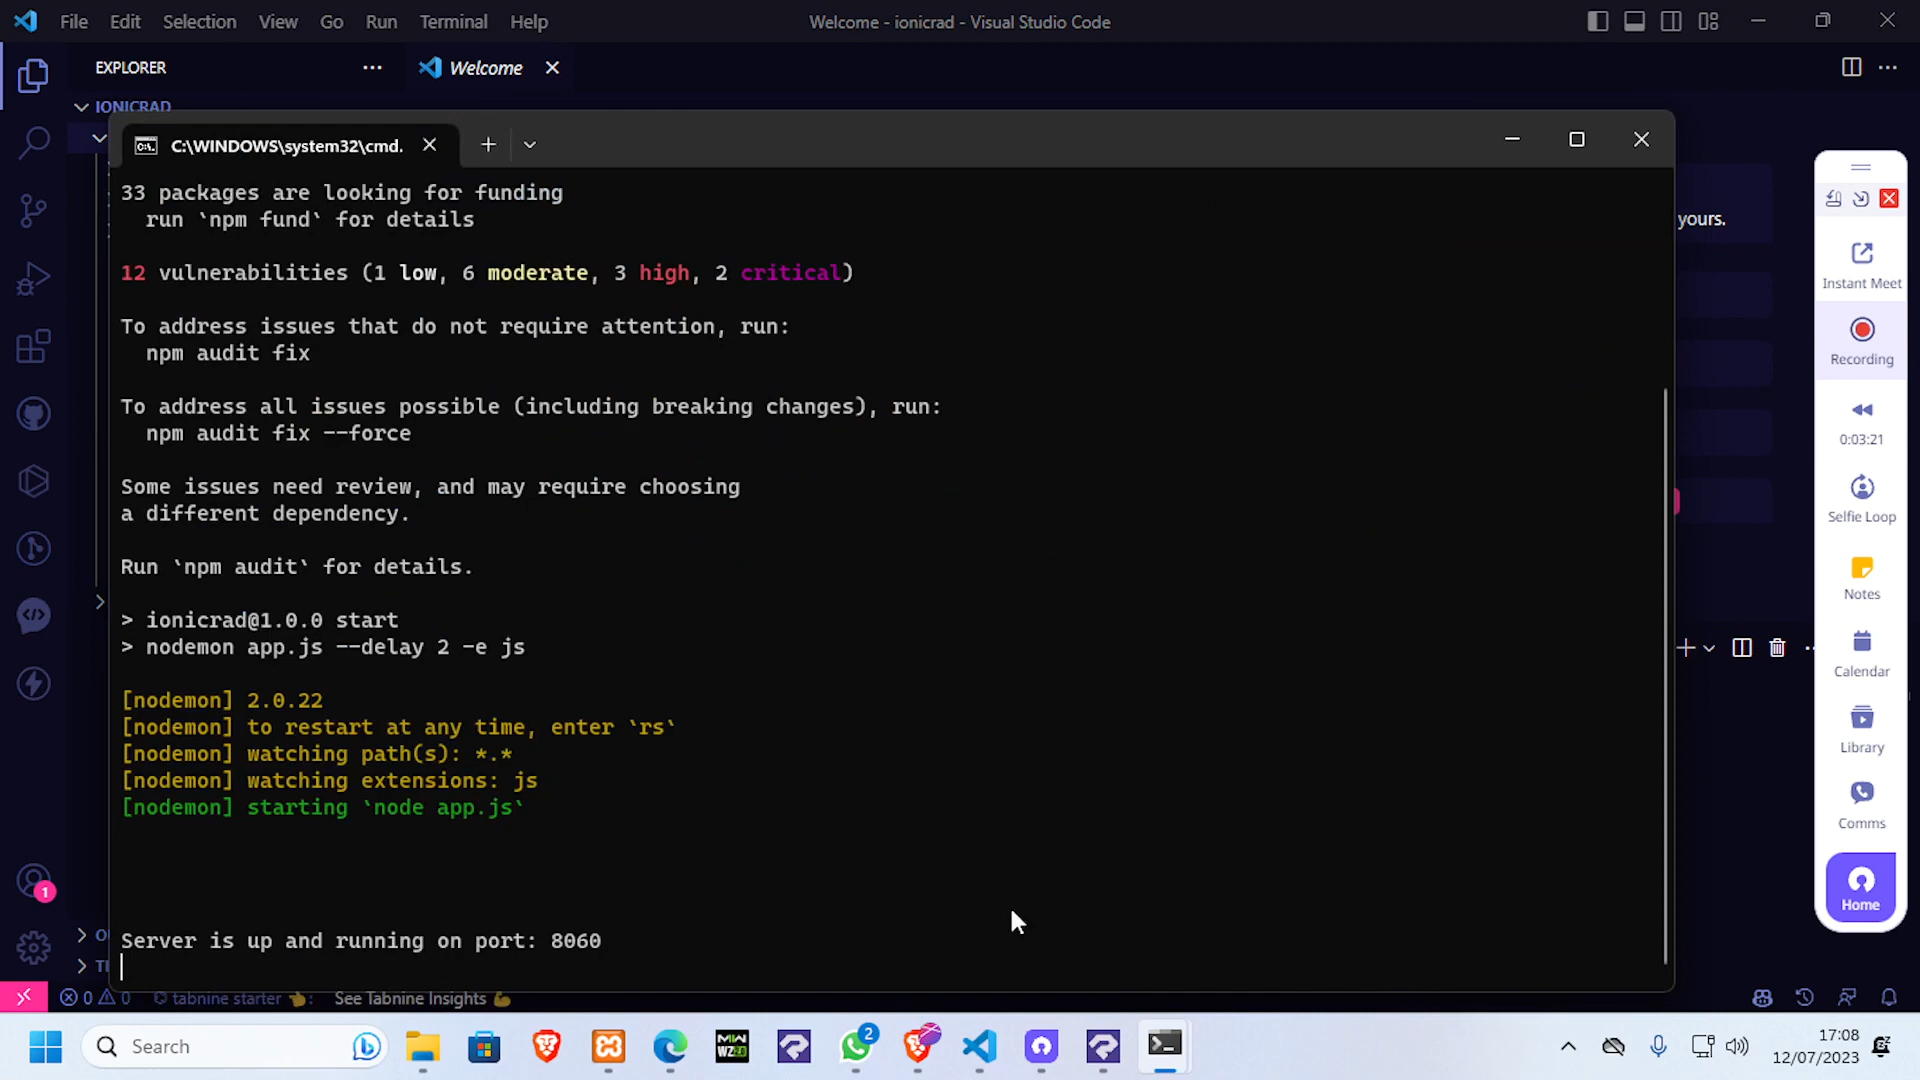 File Edit Selection View Go Run Terminal Help
Welcome - ionicrad - Visual Studio Code
EXPLORER
Welcome
IONICRAD
C:\WINDOWS\system32\cmd.
33 packages are looking for funding
run `npm fund` for details
12 vulnerabilities (1 low, 6 moderate, 3 high, 2 critical)
To address issues that do not require attention, run:
npm audit fix
To address all issues possible (including breaking changes), run:
npm audit fix --force
Some issues need review, and may require choosing
a different dependency.
Run `npm audit` for details.
> ionicrad@1.0.0 start
> nodemon app.js --delay 2 -e js
[nodemon] 2.0.22
[nodemon] to restart at any time, enter `rs`
[nodemon] watching path(s): *.*
[nodemon] watching extensions: js
[nodemon] starting `node app.js`
Server is up and running on port: 8060
yours.
Instant Meet
Recording
0:03:21
Selfie Loop
Notes
Calendar
Library
Comms
Home
1
0 0 tabnine starter : See Tabnine Insights
Search
MW
WZ2.0
2
17:08
12/07/2023